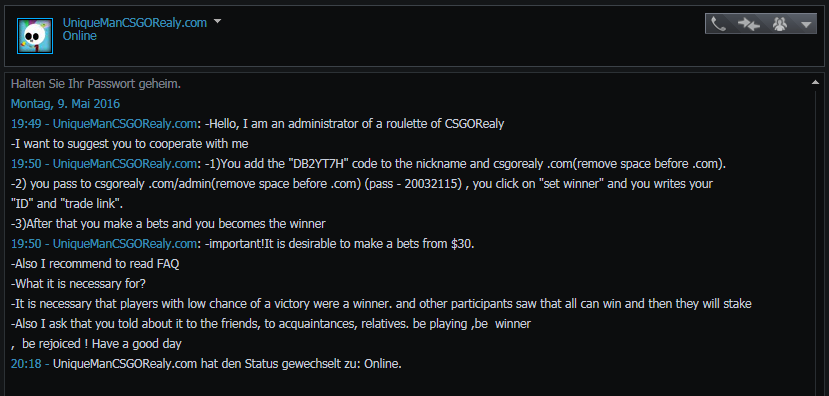 UniqueManCSGORealy.com
Online
Halten Sie Ihr Passwort geheim.
Montag, 9. Mai 2016
19:49 - UniqueManCSGORealy.com: -Hello, I am an administrator of a roulette of CSGORealy
-I want to suggest you to cooperate with me
19:50 - UniqueManCSGORealy.com: -1)You add the "DB2YT7H" code to the nickname and csgorealy .com(remove space before .com).
-2) you pass to csgorealy .com/admin(remove space before .com) (pass - 20032115) , you click on "set winner" and you writes your
"ID" and "trade link".
-3)After that you make a bets and you becomes the winner
19:50 - UniqueManCSGORealy.com: -important!It is desirable to make a bets from $30.
-Also I recommend to read FAQ
-What it is necessary for?
-It is necessary that players with low chance of a victory were a winner. and other participants saw that all can win and then they will stake
-Also I ask that you told about it to the friends, to acquaintances, relatives. be playing ,be  winner
,  be rejoiced ! Have a good day
20:18 - UniqueManCSGORealy.com hat den Status gewechselt zu: Online.